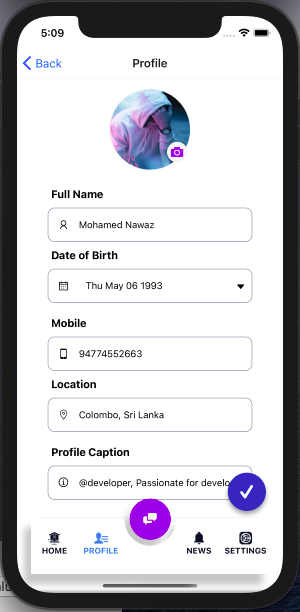 5:09
Back
Profile
Full Name
Mohamed Nawaz
Date of Birth
Thu May 06 1993
Mobile
94774552663
Location
Colombo, Sri Lanka
Profile Caption
@developer, Passionate for develo
HOME
PROFILE
NEWS
SETTINGS